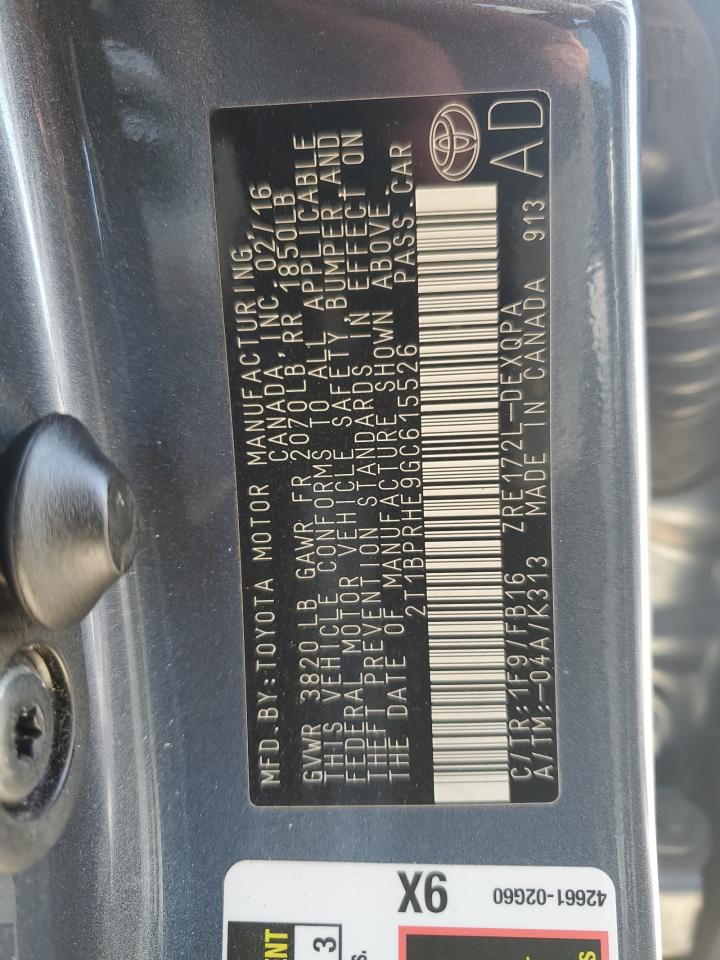 MFD.BY:TOYOTA MOTOR MANUFACTURING,
CANADA, INC.02/16
GVWR 3820LB GAWR FR 2070LB,RR 1850LB
THIS VEHICLE CONFORMS TO ALL APPLICABLE
FEDERAL MOTOR VEHICLE SAFETY,BUMPER,AND
THEFT PREVENTION STANDARDS IN EFFECT ON
THE DATE OF MANUFACTURE SHOWN ABOVE.
2T1BPRHE9GC615526 PASS.CAR
C/TR:1F9/FB16 ZRE172L-DEXQPA
A/TM:-04A/K313 MADE IN CANADA 913
AD
9X
42661-02G60
3